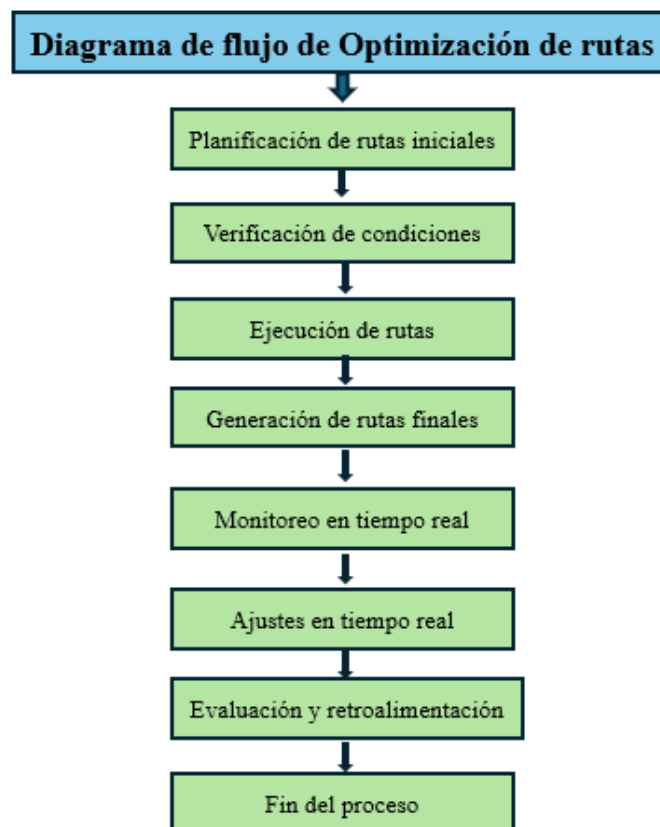 Diagrama de flujo de Optimización de rutas
Planificación de rutas iniciales
Verificación de condiciones
Ejecución de rutas
Generación de rutas finales
Monitoreo en tiempo real
Ajustes en tiempo real
Evaluación y retroalimentación
Fin del proceso